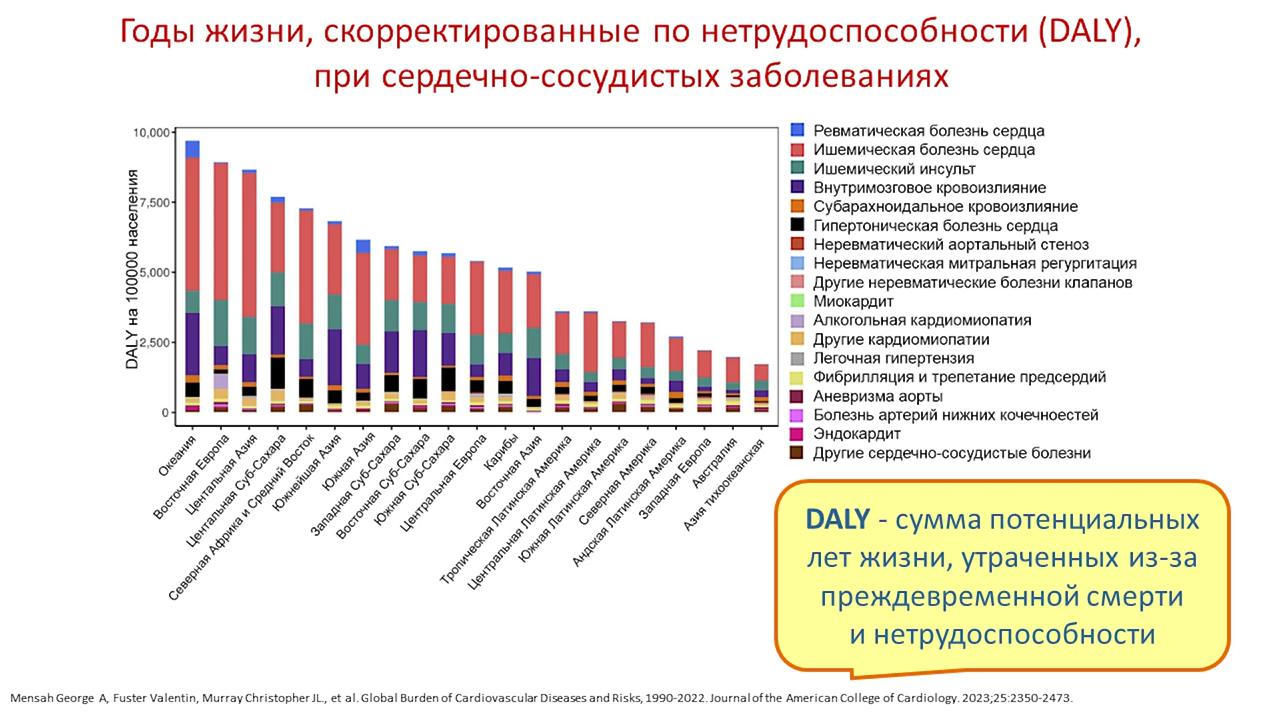 Годы жизни, скорректированные по нетрудоспособности (DALY),
при сердечно-сосудистых заболеваниях
DALY на 100000 населения
10,000
7,500
5,000
2,500
0
Океания
Восточная Европа
Центальная Азия
Центальная Суб-Сахара
Северная Африка и Средний Восток
Южнейшая Азия
Южная Азия
Западная Суб-Сахара
Восточная Суб-Сахара
Южная Суб-Сахара
Центральная Европа
Карибы
Восточная Азия
Тропическая Латинская Америка
Центральная Латинская Америка
Южная Латинская Америка
Северная Америка
Андская Латинская Америка
Западная Европа
Австралия
Азия тихоокеанская
Ревматическая болезнь сердца
Ишемическая болезнь сердца
Ишемический инсульт
Внутримозговое кровоизлияние
Субарахноидальное кровоизлияние
Гипертоническая болезнь сердца
Неревматический аортальный стеноз
Неревматическая митральная регургитация
Другие неревматические болезни клапанов
Миокардит
Алкогольная кардиомиопатия
Другие кардиомиопатии
Легочная гипертензия
Фибрилляция и трепетание предсердий
Аневризма аорты
Болезнь артерий нижних кочечноестей
Эндокардит
Другие сердечно-сосудистые болезни
DALY - сумма потенциальных
лет жизни, утраченных из-за
преждевременной смерти
и нетрудоспособности
Mensah George A, Fuster Valentin, Murray Christopher JL., et al. Global Burden of Cardiovascular Diseases and Risks, 1990-2022. Journal of the American College of Cardiology. 2023;25:2350-2473.